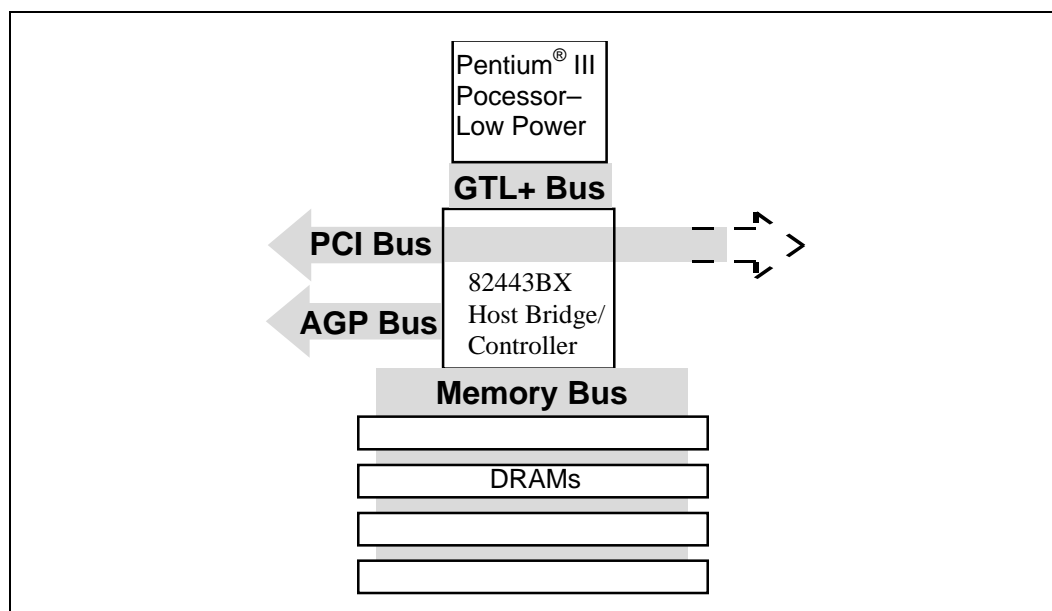 Pentium® III
Pocessor–
Low Power
GTL+ Bus
PCI Bus
82443BX
Host Bridge/
Controller
AGP Bus
Memory Bus
DRAMs